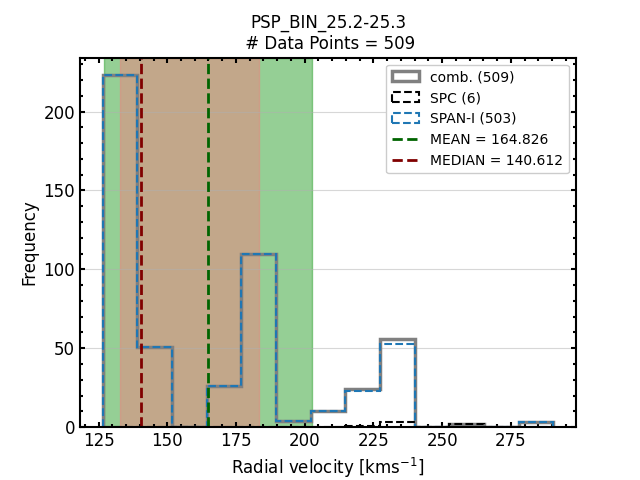 PSP_BIN_25.2-25.3
# Data Points = 509
comb. (509)
SPC (6)
SPAN-I (503)
MEAN = 164.826
MEDIAN = 140.612
Frequency
200
150
100
50
0
125 150 175 200 225 250 275
Radial velocity [kms⁻¹]